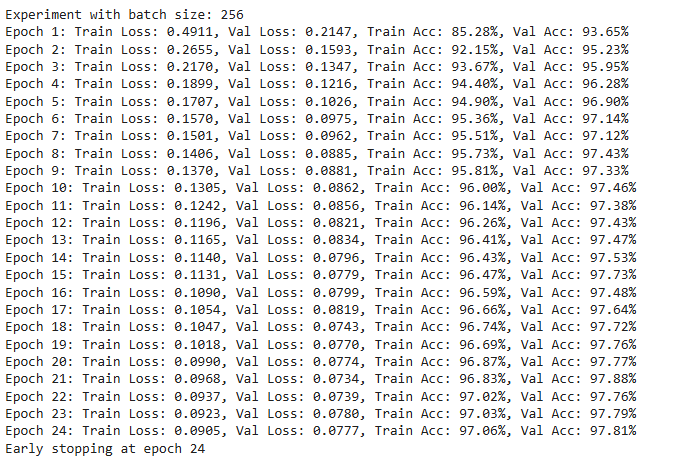 Experiment with batch size: 256
Epoch 1: Train Loss: 0.4911, Val Loss: 0.2147, Train Acc: 85.28%, Val Acc: 93.65%
Epoch 2: Train Loss: 0.2655, Val Loss: 0.1593, Train Acc: 92.15%, Val Acc: 95.23%
Epoch 3: Train Loss: 0.2170, Val Loss: 0.1347, Train Acc: 93.67%, Val Acc: 95.95%
Epoch 4: Train Loss: 0.1899, Val Loss: 0.1216, Train Acc: 94.40%, Val Acc: 96.28%
Epoch 5: Train Loss: 0.1707, Val Loss: 0.1026, Train Acc: 94.90%, Val Acc: 96.90%
Epoch 6: Train Loss: 0.1570, Val Loss: 0.0975, Train Acc: 95.36%, Val Acc: 97.14%
Epoch 7: Train Loss: 0.1501, Val Loss: 0.0962, Train Acc: 95.51%, Val Acc: 97.12%
Epoch 8: Train Loss: 0.1406, Val Loss: 0.0885, Train Acc: 95.73%, Val Acc: 97.43%
Epoch 9: Train Loss: 0.1370, Val Loss: 0.0881, Train Acc: 95.81%, Val Acc: 97.33%
Epoch 10: Train Loss: 0.1305, Val Loss: 0.0862, Train Acc: 96.00%, Val Acc: 97.46%
Epoch 11: Train Loss: 0.1242, Val Loss: 0.0856, Train Acc: 96.14%, Val Acc: 97.38%
Epoch 12: Train Loss: 0.1196, Val Loss: 0.0821, Train Acc: 96.26%, Val Acc: 97.43%
Epoch 13: Train Loss: 0.1165, Val Loss: 0.0834, Train Acc: 96.41%, Val Acc: 97.47%
Epoch 14: Train Loss: 0.1140, Val Loss: 0.0796, Train Acc: 96.43%, Val Acc: 97.53%
Epoch 15: Train Loss: 0.1131, Val Loss: 0.0779, Train Acc: 96.47%, Val Acc: 97.73%
Epoch 16: Train Loss: 0.1090, Val Loss: 0.0799, Train Acc: 96.59%, Val Acc: 97.48%
Epoch 17: Train Loss: 0.1054, Val Loss: 0.0819, Train Acc: 96.66%, Val Acc: 97.64%
Epoch 18: Train Loss: 0.1047, Val Loss: 0.0743, Train Acc: 96.74%, Val Acc: 97.72%
Epoch 19: Train Loss: 0.1018, Val Loss: 0.0770, Train Acc: 96.69%, Val Acc: 97.76%
Epoch 20: Train Loss: 0.0990, Val Loss: 0.0774, Train Acc: 96.87%, Val Acc: 97.77%
Epoch 21: Train Loss: 0.0968, Val Loss: 0.0734, Train Acc: 96.83%, Val Acc: 97.88%
Epoch 22: Train Loss: 0.0937, Val Loss: 0.0739, Train Acc: 97.02%, Val Acc: 97.76%
Epoch 23: Train Loss: 0.0923, Val Loss: 0.0780, Train Acc: 97.03%, Val Acc: 97.79%
Epoch 24: Train Loss: 0.0905, Val Loss: 0.0777, Train Acc: 97.06%, Val Acc: 97.81%
Early stopping at epoch 24